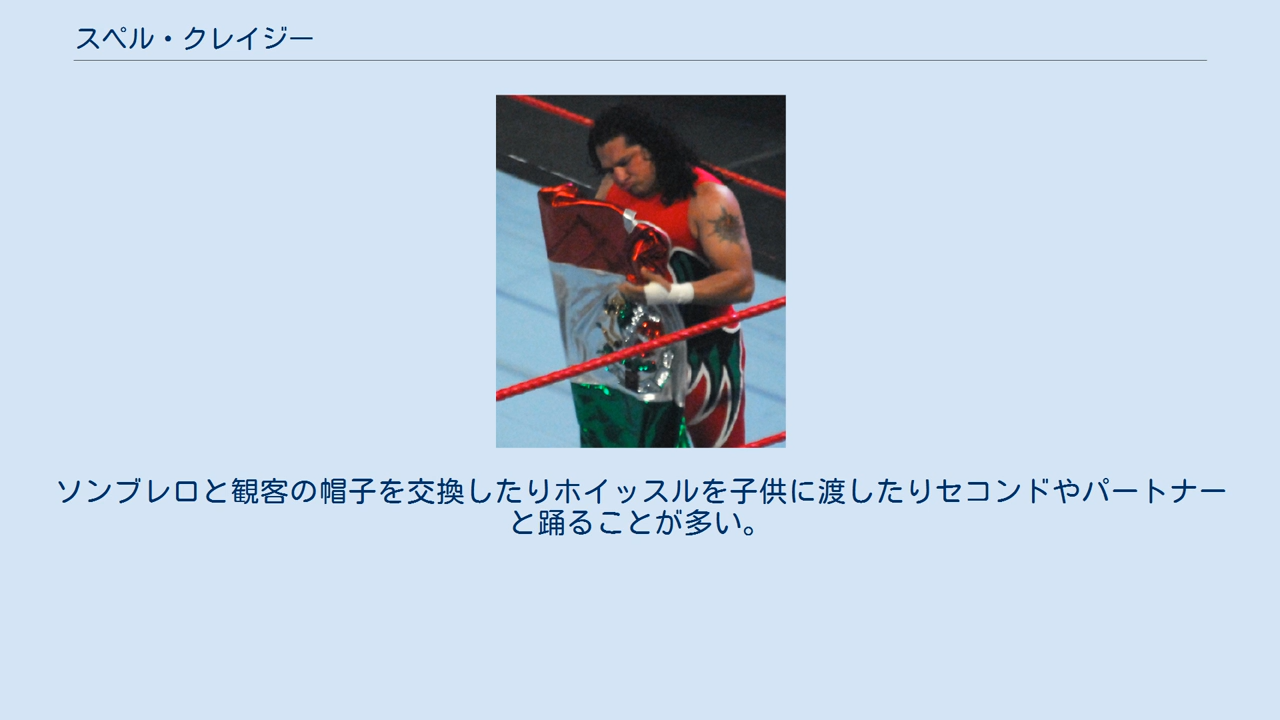 スペル・クレイジー
ソンブレロと観客の帽子を交換したりホイッスルを子供に渡したりセコンドやパートナー
と踊ることが多い。